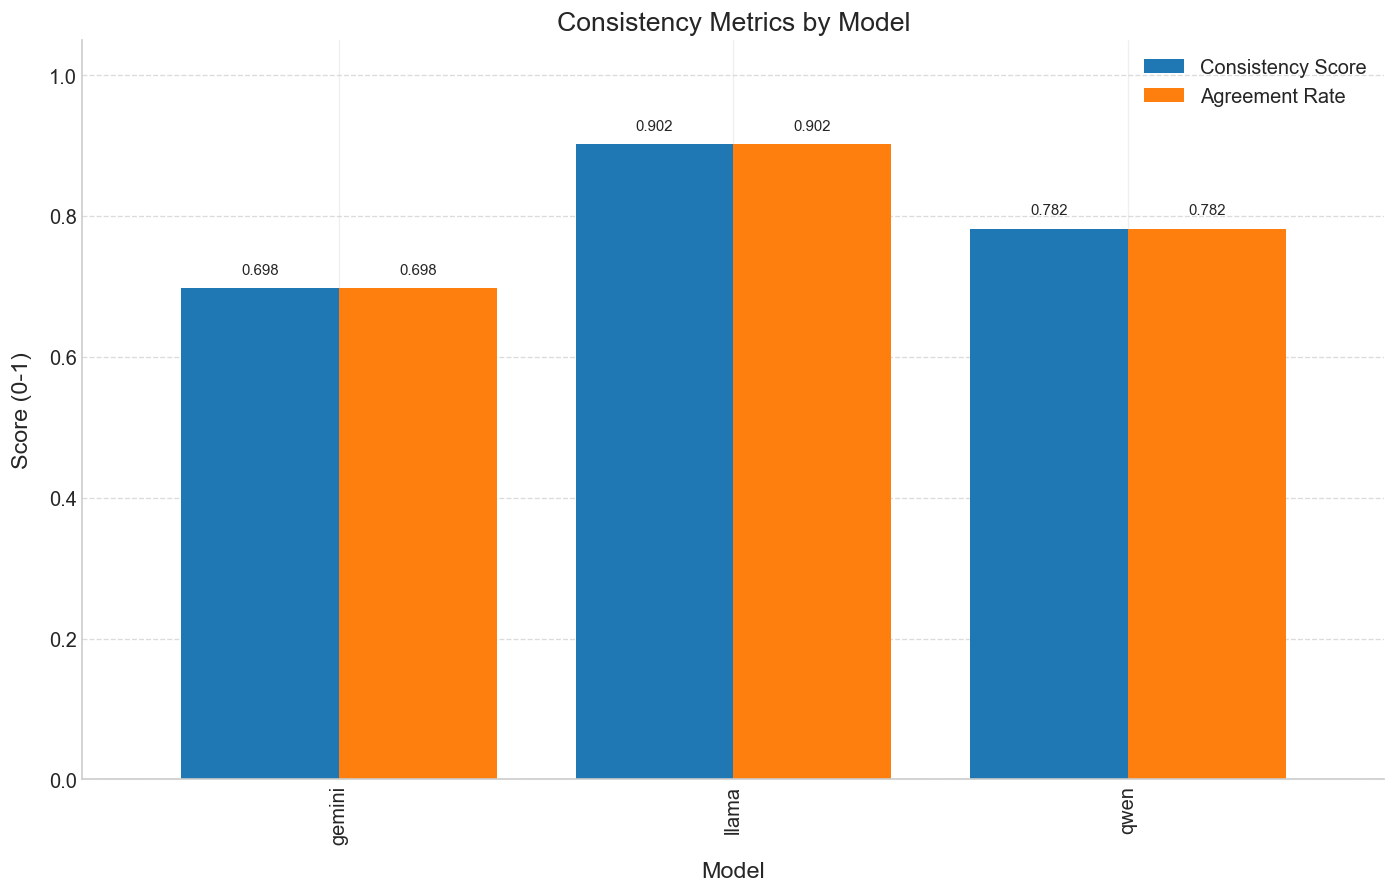 Consistency Metrics by Model
Consistency Score
Agreement Rate
1.0
0.8
0.6
0.4
0.2
0.0
Score (0-1)
0.698
0.698
0.902
0.902
0.782
0.782
gemini
llama
qwen
Model